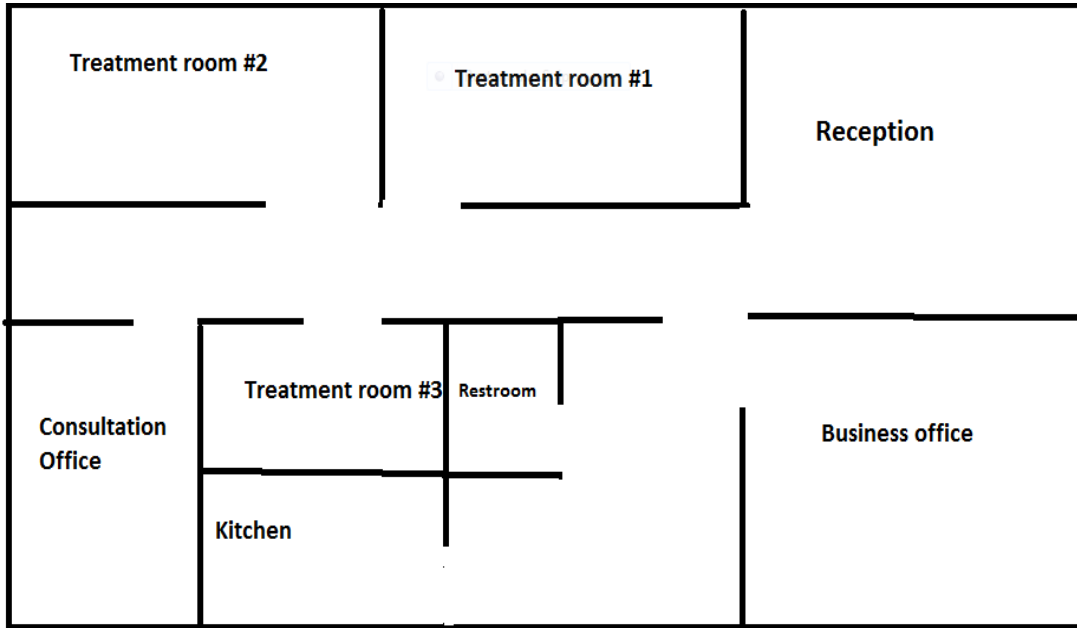 Treatment room #2
Treatment room #1
Reception
Treatment room #3
Restroom
Consultation
Office
Business office
Kitchen